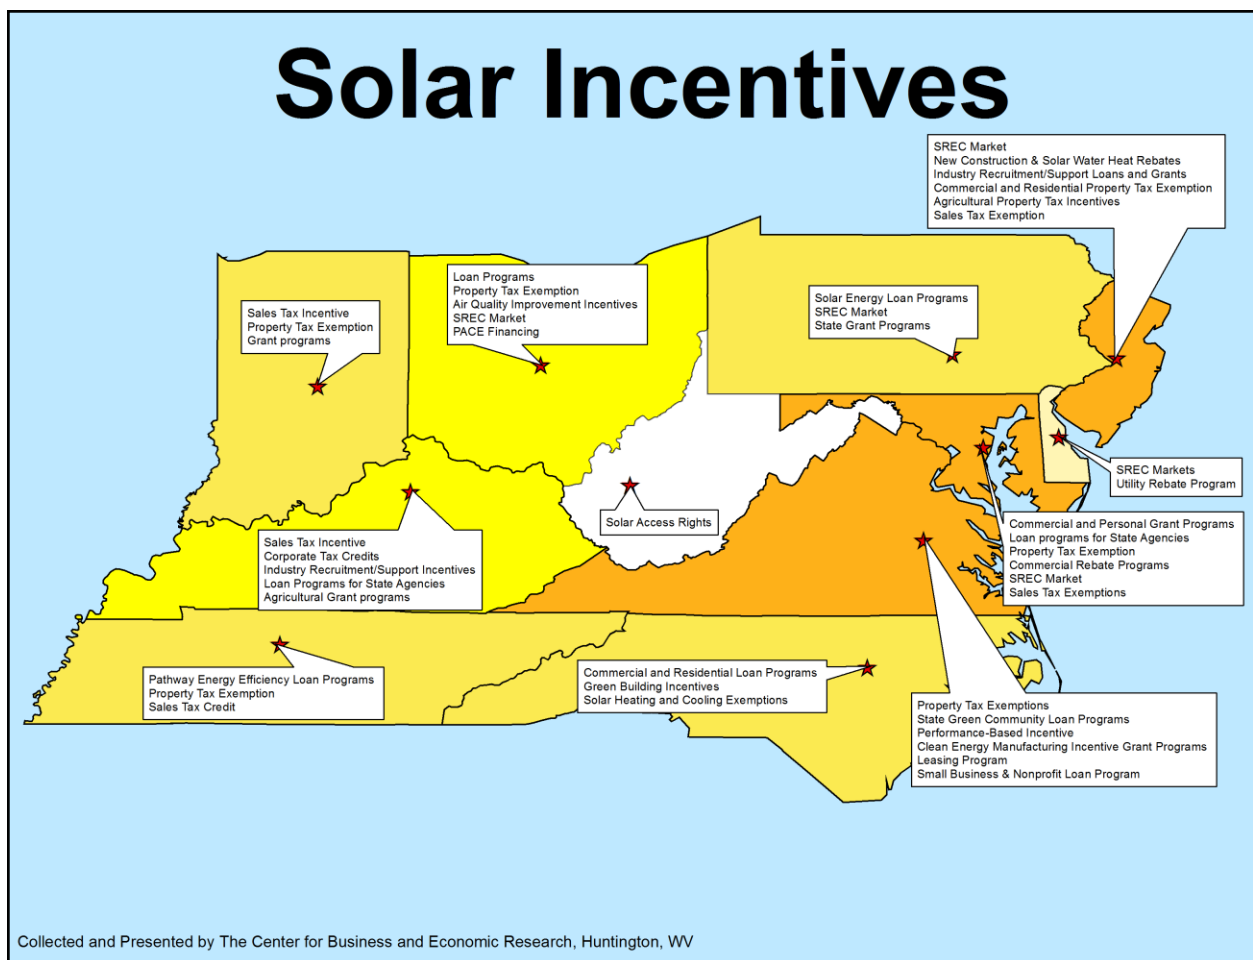 Solar Incentives
SREC Market
New Construction & Solar Water Heat Rebates
Industry Recruitment/Support Loans and Grants
Commercial and Residential Property Tax Exemption
Agricultural Property Tax Incentives
Sales Tax Exemption
Loan Programs
Property Tax Exemption
Air Quality Improvement Incentives
SREC Market
PACE Financing
Solar Energy Loan Programs
SREC Market
State Grant Programs
Sales Tax Incentive
Property Tax Exemption
Grant programs
SREC Markets
Utility Rebate Program
Solar Access Rights
Commercial and Personal Grant Programs
Loan programs for State Agencies
Property Tax Exemption
Commercial Rebate Programs
SREC Market
Sales Tax Exemptions
Sales Tax Incentive
Corporate Tax Credits
Industry Recruitment/Support Incentives
Loan Programs for State Agencies
Agricultural Grant programs
Pathway Energy Efficiency Loan Programs
Property Tax Exemption
Sales Tax Credit
Commercial and Residential Loan Programs
Green Building Incentives
Solar Heating and Cooling Exemptions
Property Tax Exemptions
State Green Community Loan Programs
Performance-Based Incentive
Clean Energy Manufacturing Incentive Grant Programs
Leasing Program
Small Business & Nonprofit Loan Program
Collected and Presented by The Center for Business and Economic Research, Huntington, WV